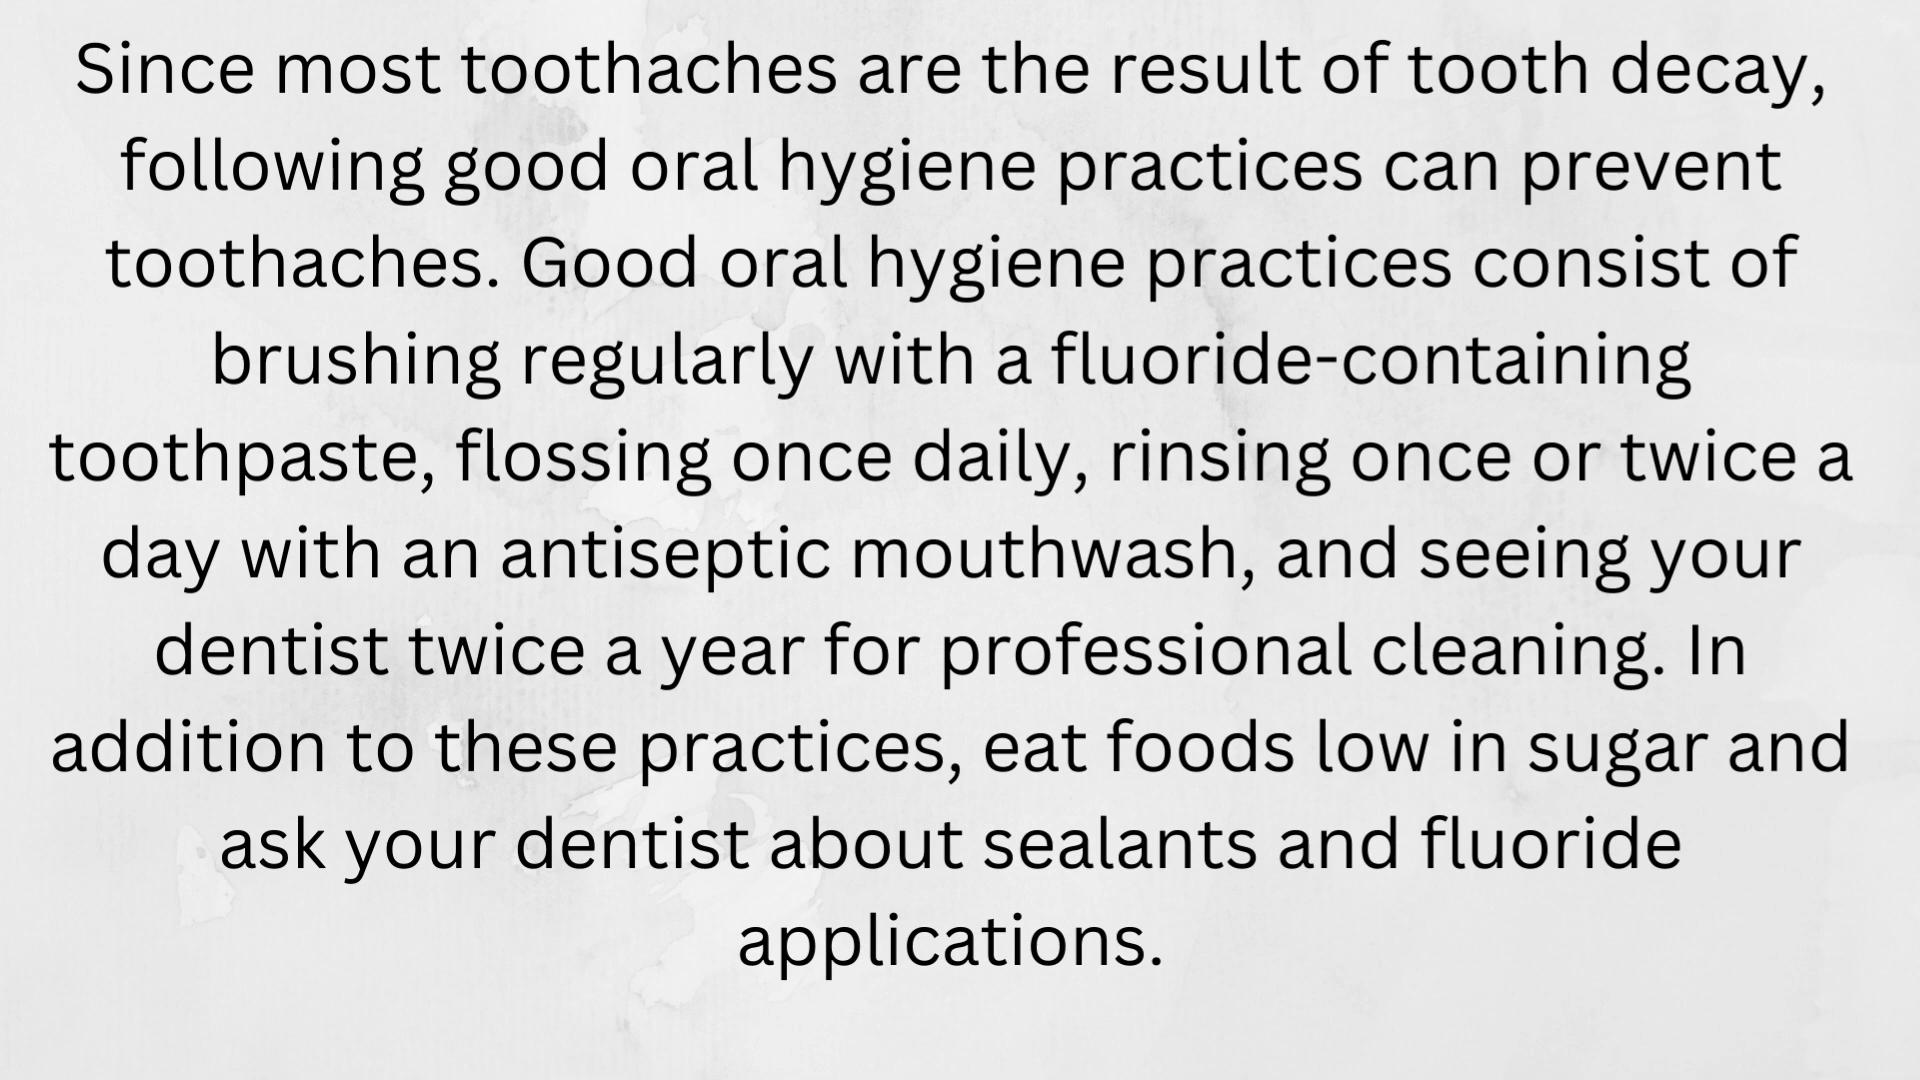 Since most toothaches are the result of tooth decay,
following good oral hygiene practices can prevent
toothaches. Good oral hygiene practices consist of
brushing regularly with a fluoride-containing
toothpaste, flossing once daily, rinsing once or twice a
day with an antiseptic mouthwash, and seeing your
dentist twice a year for professional cleaning. In
addition to these practices, eat foods low in sugar and
ask your dentist about sealants and fluoride
applications.